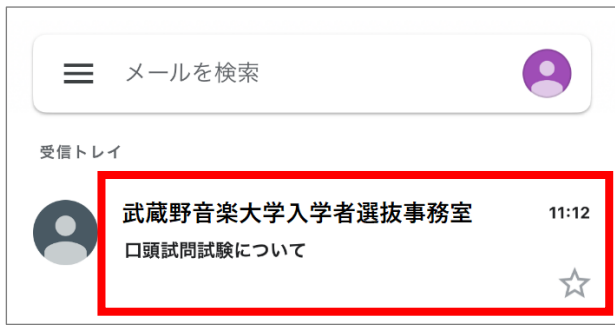 メールを検索
受信トレイ
武蔵野音楽大学入学者選抜事務室 11:12
口頭試問試験について